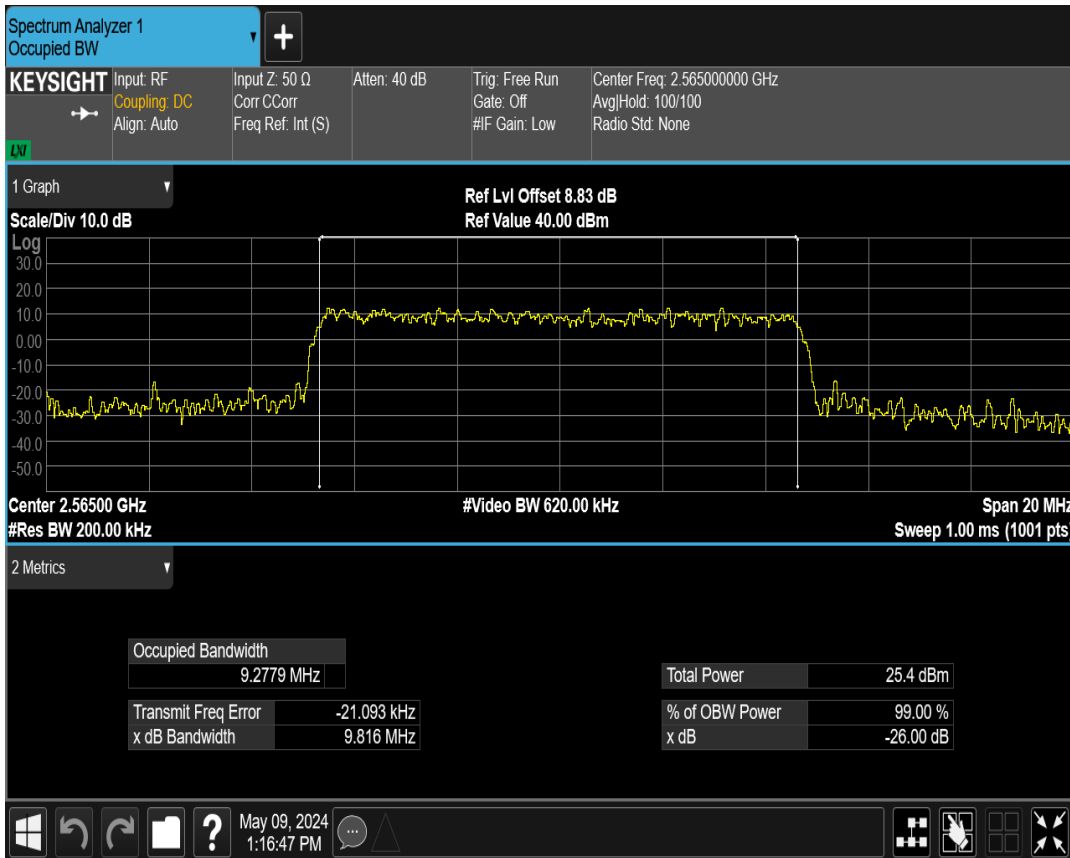 Spectrum Analyzer 1
Occupied BW
+
KEYSIGHT
LXI
Input: RF
Coupling: DC
Align: Auto
Input Z: 50 Ω
Corr CCorr
Freq Ref: Int (S)
Atten: 40 dB
Trig: Free Run
Gate: Off
#IF Gain: Low
Center Freq: 2.565000000 GHz
Avg|Hold: 100/100
Radio Std: None
1 Graph
Scale/Div 10.0 dB
Ref Lvl Offset 8.83 dB
Ref Value 40.00 dBm
Log
30.0
20.0
10.0
0.00
-10.0
-20.0
-30.0
-40.0
-50.0
Center 2.56500 GHz
#Video BW 620.00 kHz
Span 20 MHz
#Res BW 200.00 kHz
Sweep 1.00 ms (1001 pts)
2 Metrics
Occupied Bandwidth
9.2779 MHz
Total Power 25.4 dBm
Transmit Freq Error -21.093 kHz
% of OBW Power 99.00 %
x dB Bandwidth 9.816 MHz
x dB -26.00 dB
?
May 09, 2024
1:16:47 PM